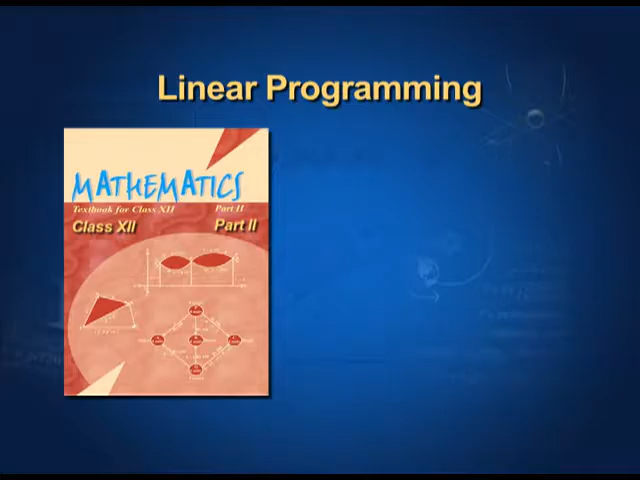 Linear Programming
MATHEMATICS
Textbook for Class XII Part II
Class XII Part II